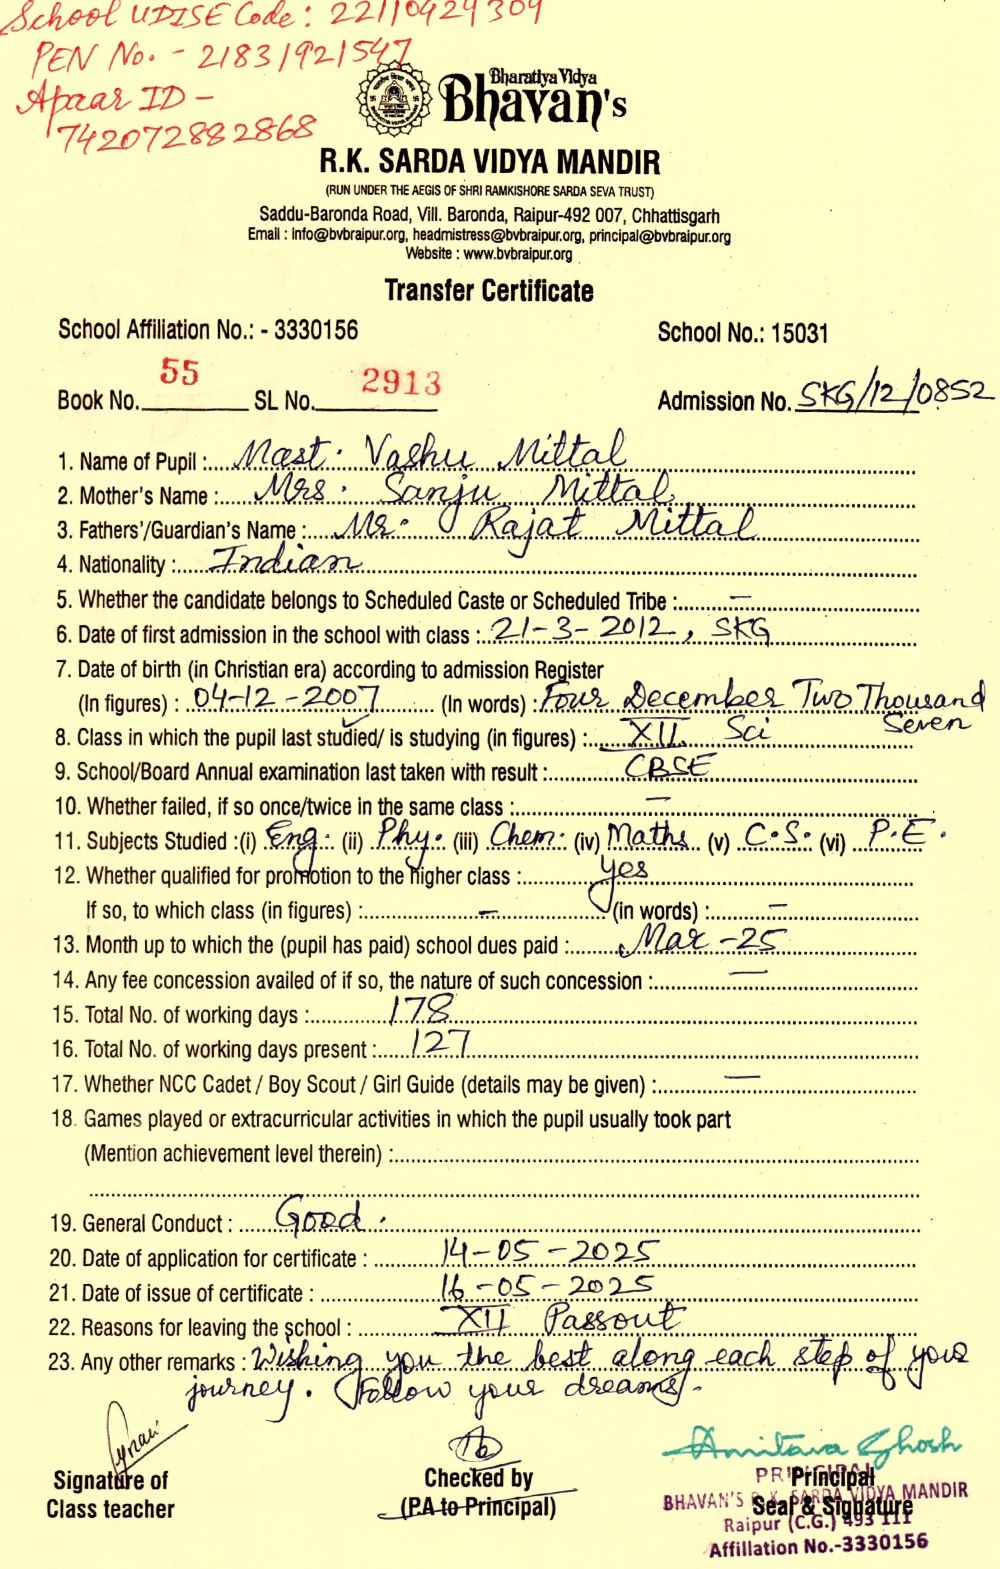 School UDISE Code : 22110424304
PEN No. - 21831921547
Apaar ID -
742072882868
Bharatiya Vidya
Bhavan's
R.K. SARDA VIDYA MANDIR
(RUN UNDER THE AEGIS OF SHRI RAMKISHORE SARDA SEVA TRUST)
Saddu-Baronda Road, Vill. Baronda, Raipur-492 007, Chhattisgarh
Email : info@bvbraipur.org, headmistress@bvbraipur.org, principal@bvbraipur.org
Website : www.bvbraipur.org
Transfer Certificate
School Affiliation No.: - 3330156 School No.: 15031
Book No. 55 SL No. 2913 Admission No. SKG/12/0852
1. Name of Pupil : Mast. Vashu Mittal
2. Mother's Name : Mrs. Sanju Mittal
3. Fathers'/Guardian's Name : Mr. Rajat Mittal
4. Nationality : Indian
5. Whether the candidate belongs to Scheduled Caste or Scheduled Tribe : —
6. Date of first admission in the school with class : 21-3-2012, SKG
7. Date of birth (in Christian era) according to admission Register
(In figures) : 04-12-2007 (In words) : Four December Two Thousand
Seven
8. Class in which the pupil last studied/ is studying (in figures) : XII Sci
9. School/Board Annual examination last taken with result : CBSE
10. Whether failed, if so once/twice in the same class : —
11. Subjects Studied :(i) Eng. (ii) Phy. (iii) Chem. (iv) Maths (v) C.S. (vi) P.E.
12. Whether qualified for promotion to the higher class : yes
If so, to which class (in figures) : — (in words) : —
13. Month up to which the (pupil has paid) school dues paid : Mar-25
14. Any fee concession availed of if so, the nature of such concession : —
15. Total No. of working days : 178
16. Total No. of working days present : 127
17. Whether NCC Cadet / Boy Scout / Girl Guide (details may be given) : —
18. Games played or extracurricular activities in which the pupil usually took part
(Mention achievement level therein) :
19. General Conduct : Good.
20. Date of application for certificate : 14-05-2025
21. Date of issue of certificate : 16-05-2025
22. Reasons for leaving the school : XII Passout
23. Any other remarks : Wishing you the best along each step of your
journey. Follow your dreams.
Amitava Ghosh
Signature of Checked by Principal
Class teacher (P.A to Principal) Seal & Signature
PRINCIPAL
BHAVAN'S R.K. SARDA VIDYA MANDIR
Raipur (C.G.) 493 111
Affiliation No.-3330156